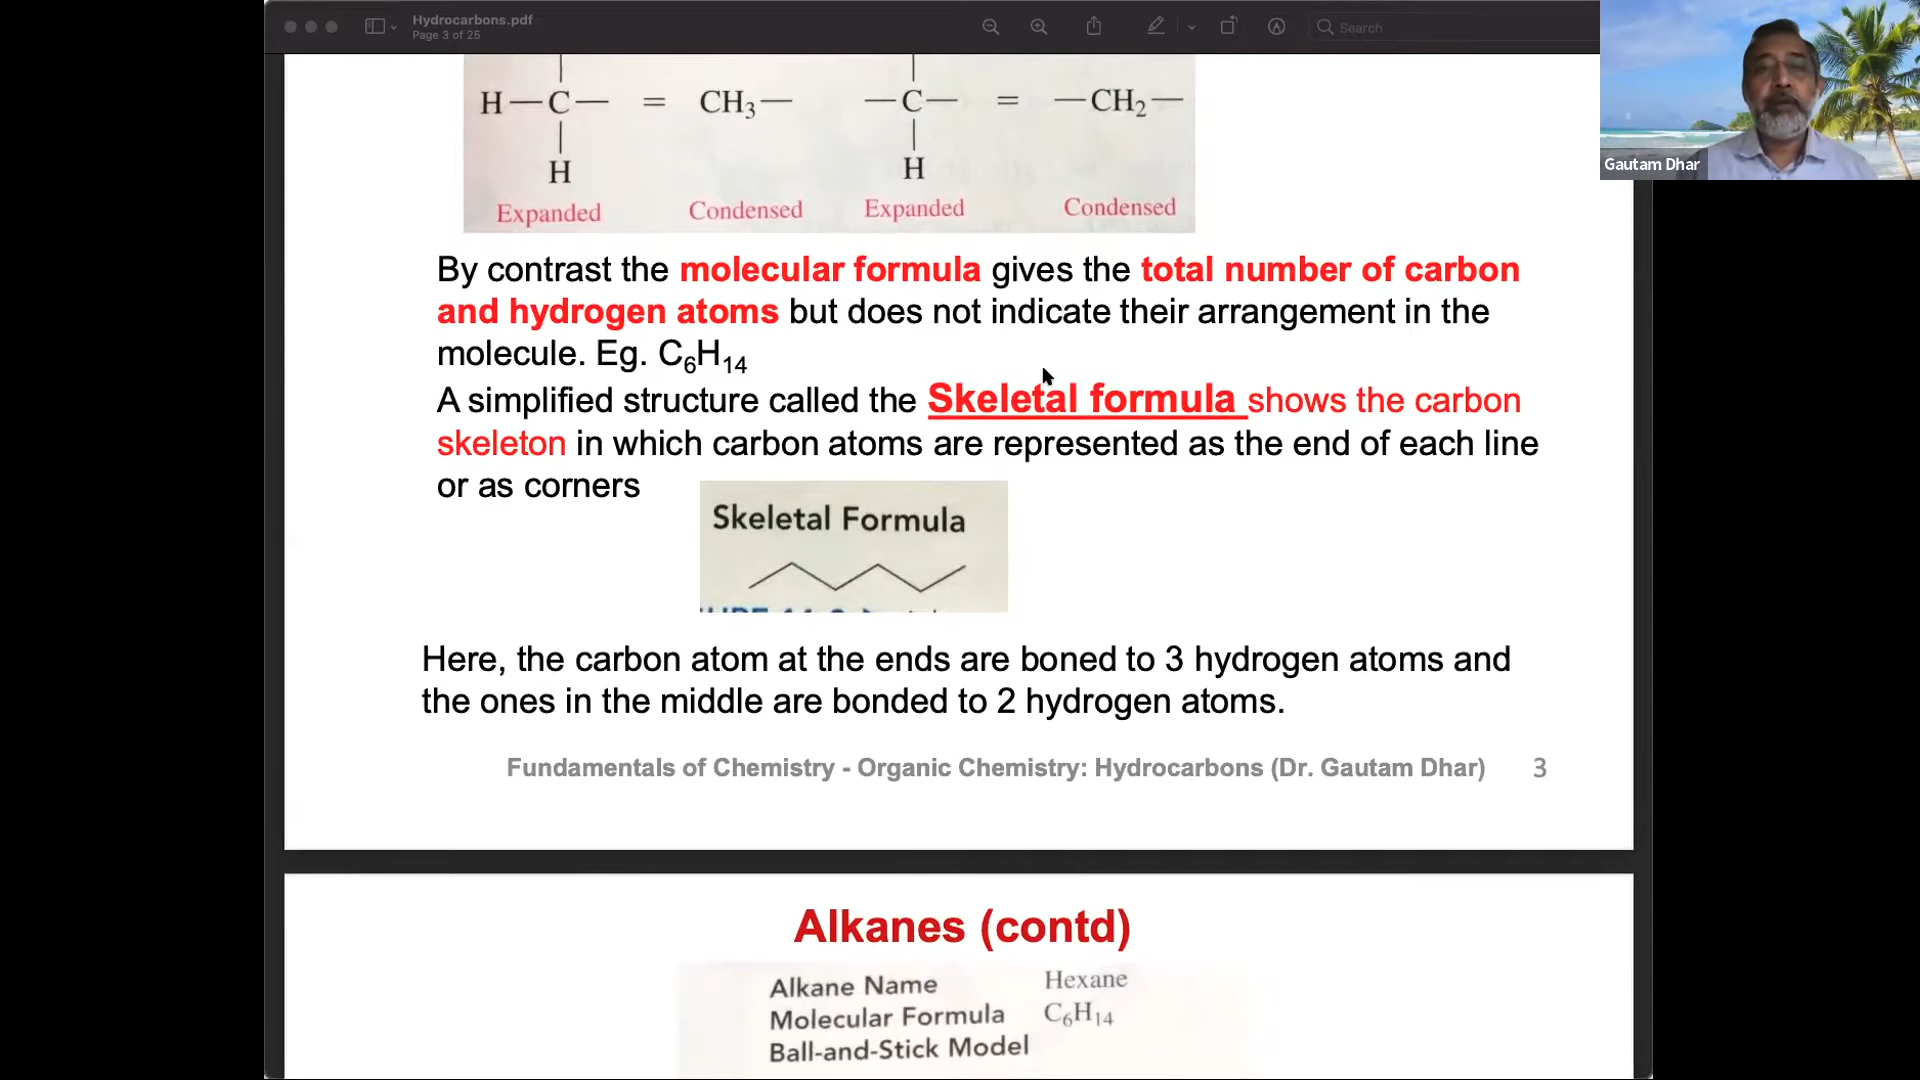 Hydrocarbons.pdf
Page 3 of 25
Search
Gautam Dhar
H—C— = CH₃— —C— = —CH₂—
H H
Expanded Condensed Expanded Condensed
By contrast the molecular formula gives the total number of carbon
and hydrogen atoms but does not indicate their arrangement in the
molecule. Eg. C₆H₁₄
A simplified structure called the Skeletal formula shows the carbon
skeleton in which carbon atoms are represented as the end of each line
or as corners
Skeletal Formula
Here, the carbon atom at the ends are boned to 3 hydrogen atoms and
the ones in the middle are bonded to 2 hydrogen atoms.
Fundamentals of Chemistry - Organic Chemistry: Hydrocarbons (Dr. Gautam Dhar) 3
Alkanes (contd)
Alkane Name Hexane
Molecular Formula C₆H₁₄
Ball-and-Stick Model